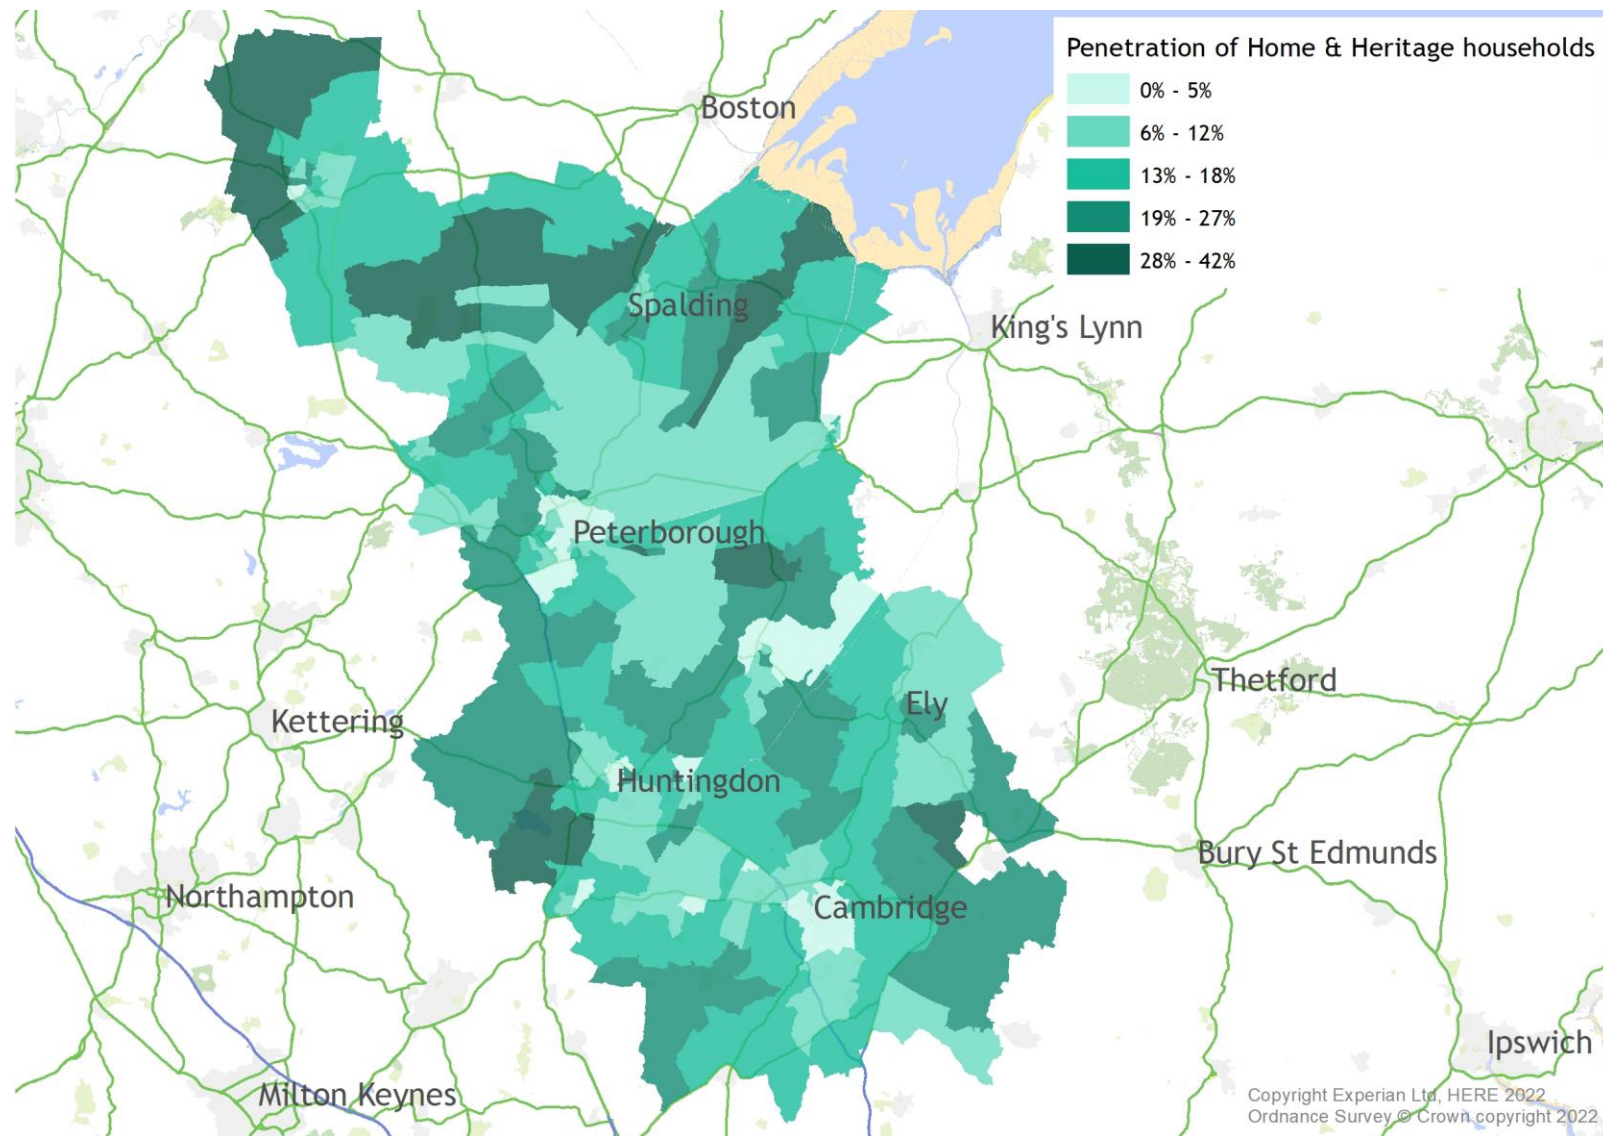 Penetration of Home & Heritage households
0% - 5%
6% - 12%
13% - 18%
19% - 27%
28% - 42%
Boston
Spalding
King's Lynn
Peterborough
Thetford
Ely
Kettering
Huntingdon
Bury St Edmunds
Northampton
Cambridge
Ipswich
Milton Keynes
Copyright Experian Ltd, HERE 2022
Ordnance Survey © Crown copyright 2022